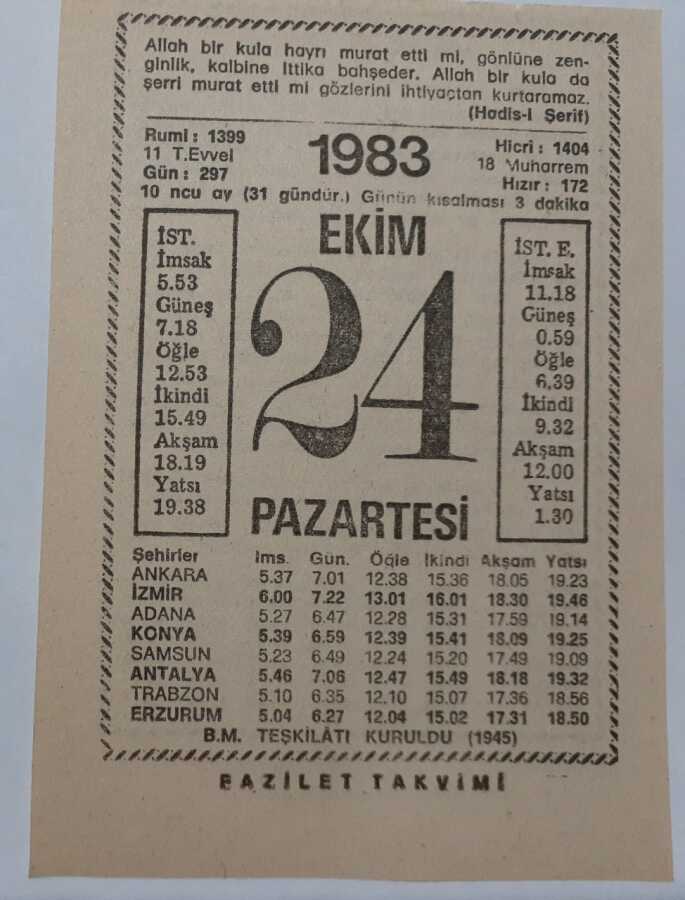 Allah bir kula hayrı murat etti mi, gönlüne zen-
ginlik, kalbine ittika bahşeder. Allah bir kula da
şerri murat etti mi gözlerini ihtiyaçtan kurtaramaz.
(Hadis-i Şerif)
Rumi : 1399
11 T.Evvel
Gün : 297
1983
Hicri : 1404
18 Muharrem
Hızır : 172
10 ncu ay (31 gündür.) Günün kısalması 3 dakika
İST.
İmsak
5.53
Güneş
7.18
Öğle
12.53
İkindi
15.49
Akşam
18.19
Yatsı
19.38
EKİM
24
PAZARTESİ
İST. E.
İmsak
11.18
Güneş
0.59
Öğle
6.39
İkindi
9.32
Akşam
12.00
Yatsı
1.30
Şehirler İms. Gün. Öğle İkindi Akşam Yatsı
ANKARA 5.37 7.01 12.38 15.36 18.05 19.23
İZMİR 6.00 7.22 13.01 16.01 18.30 19.46
ADANA 5.27 6.47 12.28 15.31 17.59 19.14
KONYA 5.39 6.59 12.39 15.41 18.09 19.25
SAMSUN 5.23 6.49 12.24 15.20 17.49 19.09
ANTALYA 5.46 7.06 12.47 15.49 18.18 19.32
TRABZON 5.10 6.35 12.10 15.07 17.36 18.56
ERZURUM 5.04 6.27 12.04 15.02 17.31 18.50
B.M. TEŞKİLÂTI KURULDU (1945)
FAZİLET TAKVİMİ